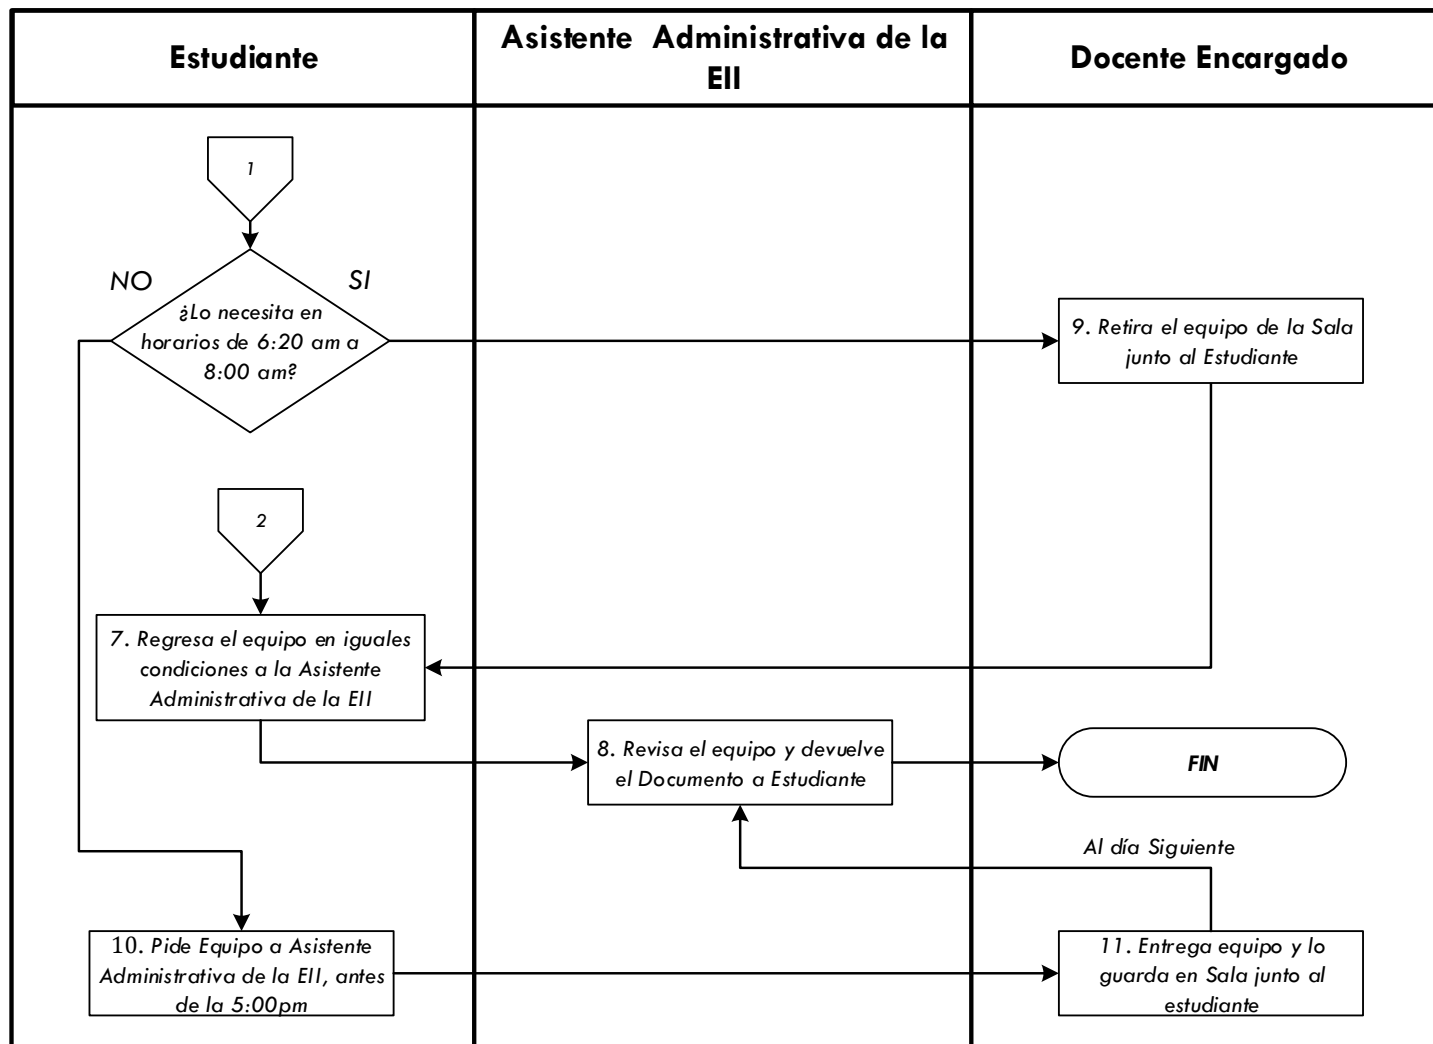 Estudiante
Asistente Administrativa de la
EII
Docente Encargado
1
NO
SI
¿Lo necesita en
horarios de 6:20 am a
8:00 am?
9. Retira el equipo de la Sala
junto al Estudiante
2
7. Regresa el equipo en iguales
condiciones a la Asistente
Administrativa de la EII
8. Revisa el equipo y devuelve
el Documento a Estudiante
FIN
Al día Siguiente
10. Pide Equipo a Asistente
Administrativa de la EII, antes
de la 5:00pm
11. Entrega equipo y lo
guarda en Sala junto al
estudiante